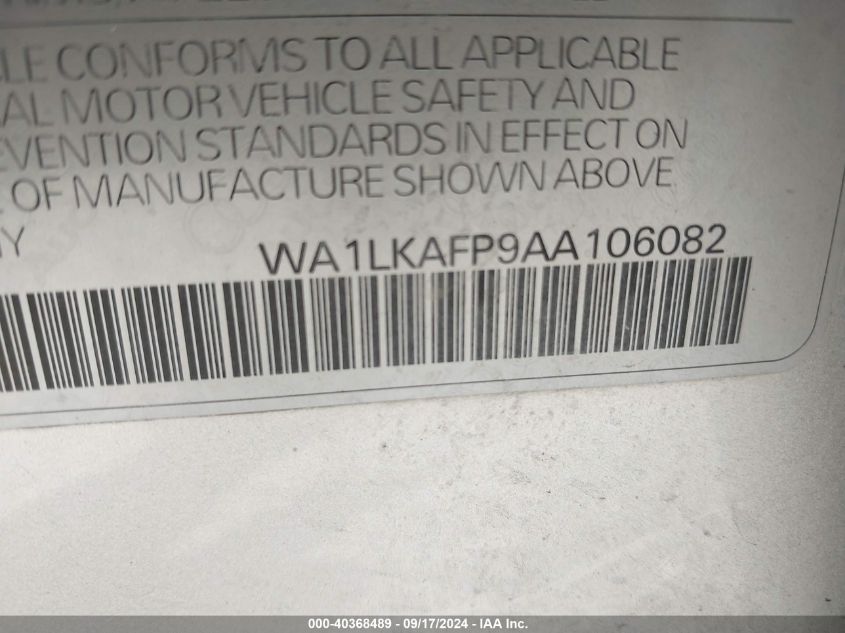 LE CONFORMS TO ALL APPLICABLE
AL MOTOR VEHICLE SAFETY AND
VENTION STANDARDS IN EFFECT ON
OF MANUFACTURE SHOWN ABOVE
NY
WA1LKAFP9AA106082
000-40368489 - 09/17/2024 - IAA Inc.